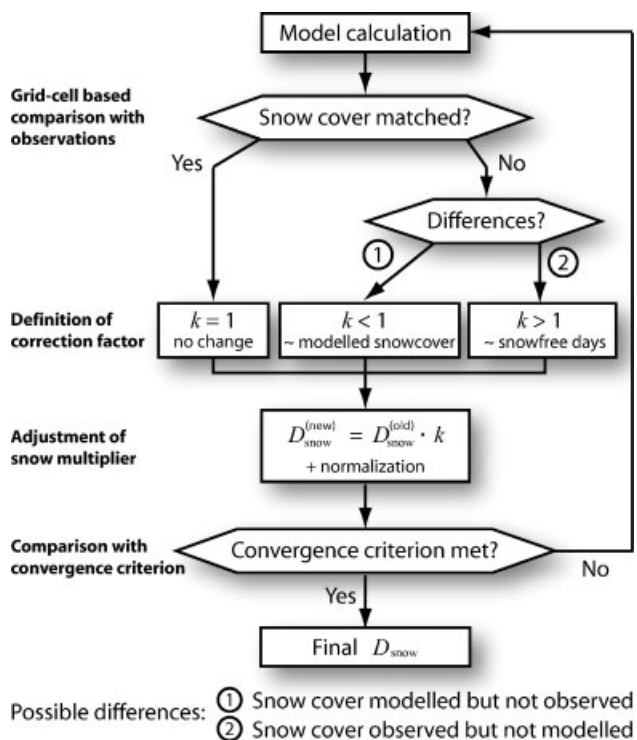 Model calculation
Grid-cell based
comparison with
observations
Snow cover matched?
Yes
No
Differences?
①
②
Definition of
correction factor
k = 1
no change
k < 1
~ modelled snowcover
k > 1
~ snowfree days
Adjustment of
snow multiplier
D_snow^(new) = D_snow^(old) · k
+ normalization
Comparison with
convergence criterion
Convergence criterion met?
No
Yes
Final D_snow
Possible differences:
① Snow cover modelled but not observed
② Snow cover observed but not modelled